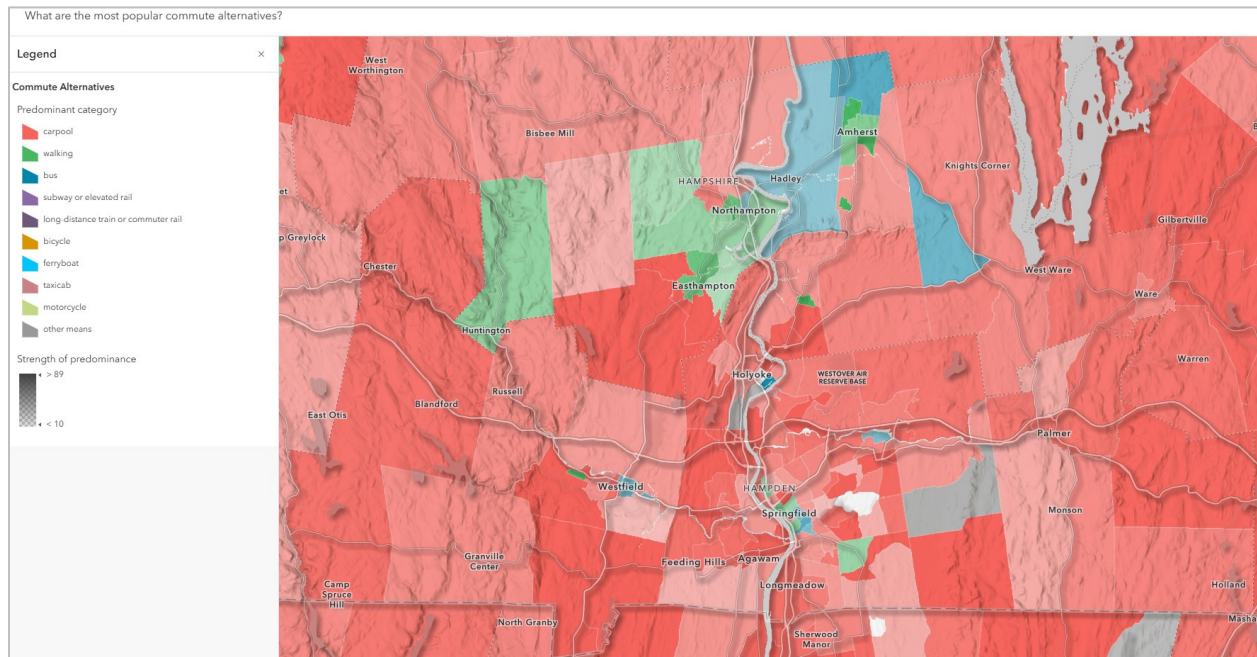 What are the most popular commute alternatives?
Legend
×
Commute Alternatives
Predominant category
carpool
walking
bus
subway or elevated rail
long-distance train or commuter rail
bicycle
ferryboat
taxicab
motorcycle
other means
Strength of predominance
> 89
< 10
West
Worthington
Bisbee Mill
Amherst
Knights Corner
HAMPSHIRE
Hadley
Northampton
Gilbertville
p Greylock
Chester
West Ware
Easthampton
Ware
Huntington
Warren
Holyoke
WESTOVER AIR
RESERVE BASE
Russell
Blandford
East Otis
Palmer
Westfield
HAMPDEN
Springfield
Monson
Granville
Center
Feeding Hills
Agawam
Longmeadow
Camp
Spruce
Hill
Holland
North Granby
Masha
Sherwood
Manor